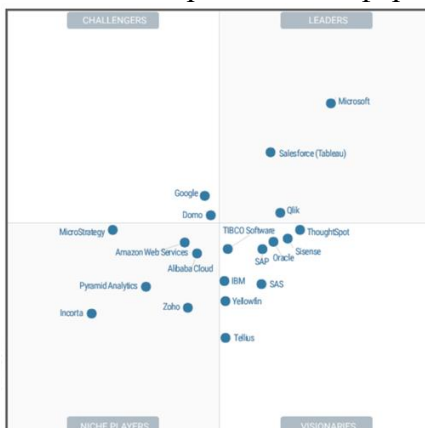 CHALLENGERS
LEADERS
Microsoft
Salesforce (Tableau)
Google
Domo
Qlik
MicroStrategy
TIBCO Software
ThoughtSpot
Amazon Web Services
Sisense
Oracle
SAP
Alibaba Cloud
Pyramid Analytics
IBM
SAS
Yellowfin
Incorta
Zoho
Tellius
NICHE PLAYERS
VISIONARIES